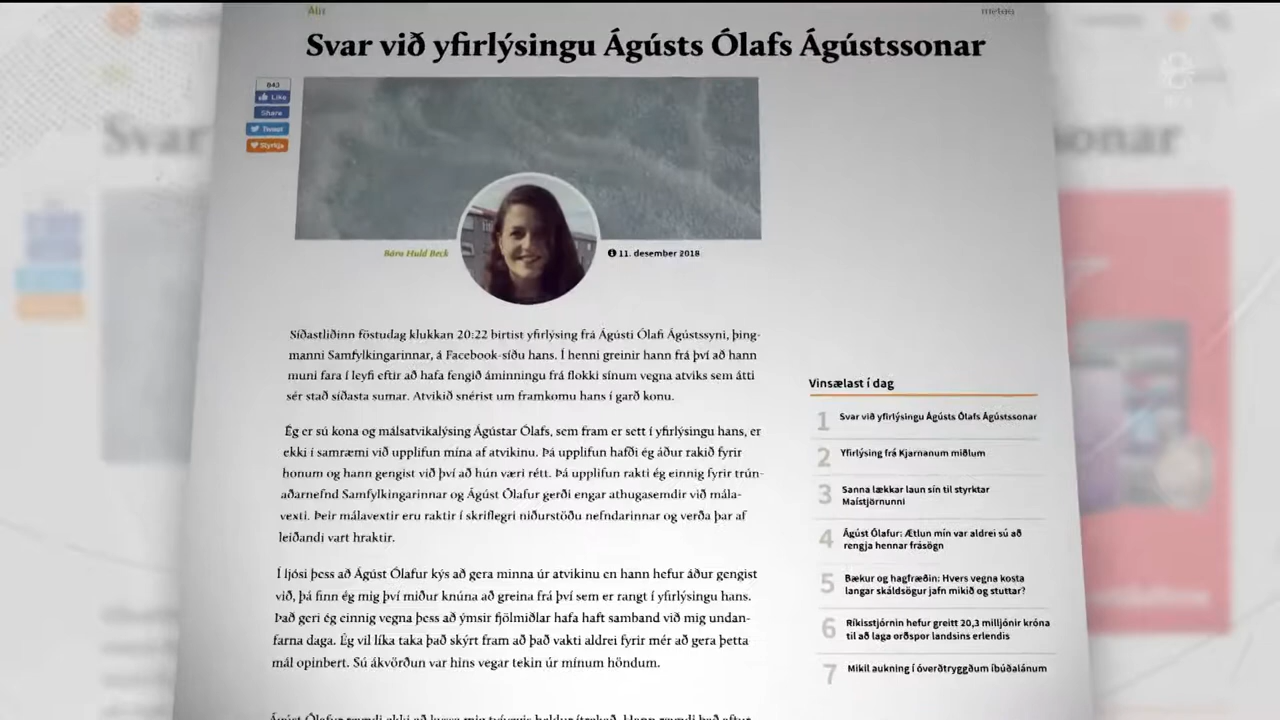 Álit
Svar við yfirlýsingu Ágústs Ólafs Ágústssonar
843
Like
Share
Tweet
Styrkja
Bára Huld Beck
11. desember 2018
Síðastliðinn föstudag klukkan 20:22 birtist yfirlýsing frá Ágústi Ólafi Ágústssyni, þing-
manni Samfylkingarinnar, á Facebook-síðu hans. Í henni greinir hann frá því að hann
muni fara í leyfi eftir að hafa fengið áminningu frá flokki sínum vegna atviks sem átti
sér stað síðasta sumar. Atvikið snérist um framkomu hans í garð konu.
Ég er sú kona og málsatvikalýsing Ágústar Ólafs, sem fram er sett í yfirlýsingu hans, er
ekki í samræmi við upplifun mína af atvikinu. Þá upplifun hafði ég áður rakið fyrir
honum og hann gengist við því að hún væri rétt. Þá upplifun rakti ég einnig fyrir trún-
aðarnefnd Samfylkingarinnar og Ágúst Ólafur gerði engar athugasemdir við mála-
vexti. Þeir málavextir eru raktir í skriflegri niðurstöðu nefndarinnar og verða þar af
leiðandi vart hraktir.
Í ljósi þess að Ágúst Ólafur kýs að gera minna úr atvikinu en hann hefur áður gengist
við, þá finn ég mig því miður knúna að greina frá því sem er rangt í yfirlýsingu hans.
Það geri ég einnig vegna þess að ýmsir fjölmiðlar hafa haft samband við mig undan-
farna daga. Ég vil líka taka það skýrt fram að það vakti aldrei fyrir mér að gera þetta
mál opinbert. Sú ákvörðun var hins vegar tekin úr mínum höndum.
Vinsælast í dag
1 Svar við yfirlýsingu Ágústs Ólafs Ágústssonar
2 Yfirlýsing frá Kjarnanum miðlum
3 Sanna lækkar laun sín til styrktar
Maístjörnunni
4 Ágúst Ólafur: Ætlun mín var aldrei sú að
rengja hennar frásögn
5 Bækur og hagfræðin: Hvers vegna kosta
langar skáldsögur jafn mikið og stuttar?
6 Ríkisstjórnin hefur greitt 20,3 milljónir króna
til að laga orðspor landsins erlendis
7 Mikil aukning í óverðtryggðum íbúðalánum